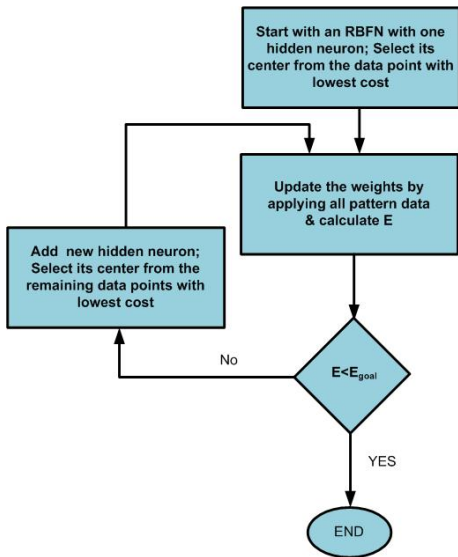 Start with an RBFN with one
hidden neuron; Select its
center from the data point with
lowest cost
Update the weights by
applying all pattern data
& calculate E
Add new hidden neuron;
Select its center from the
remaining data points with
lowest cost
No
E<Egoal
YES
END